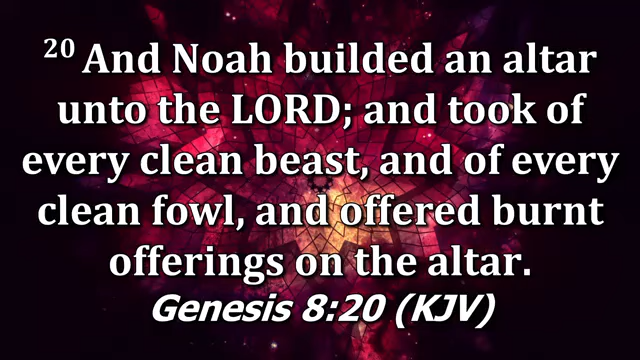 20 And Noah builded an altar
unto the LORD; and took of
every clean beast, and of every
clean fowl, and offered burnt
offerings on the altar.
Genesis 8:20 (KJV)